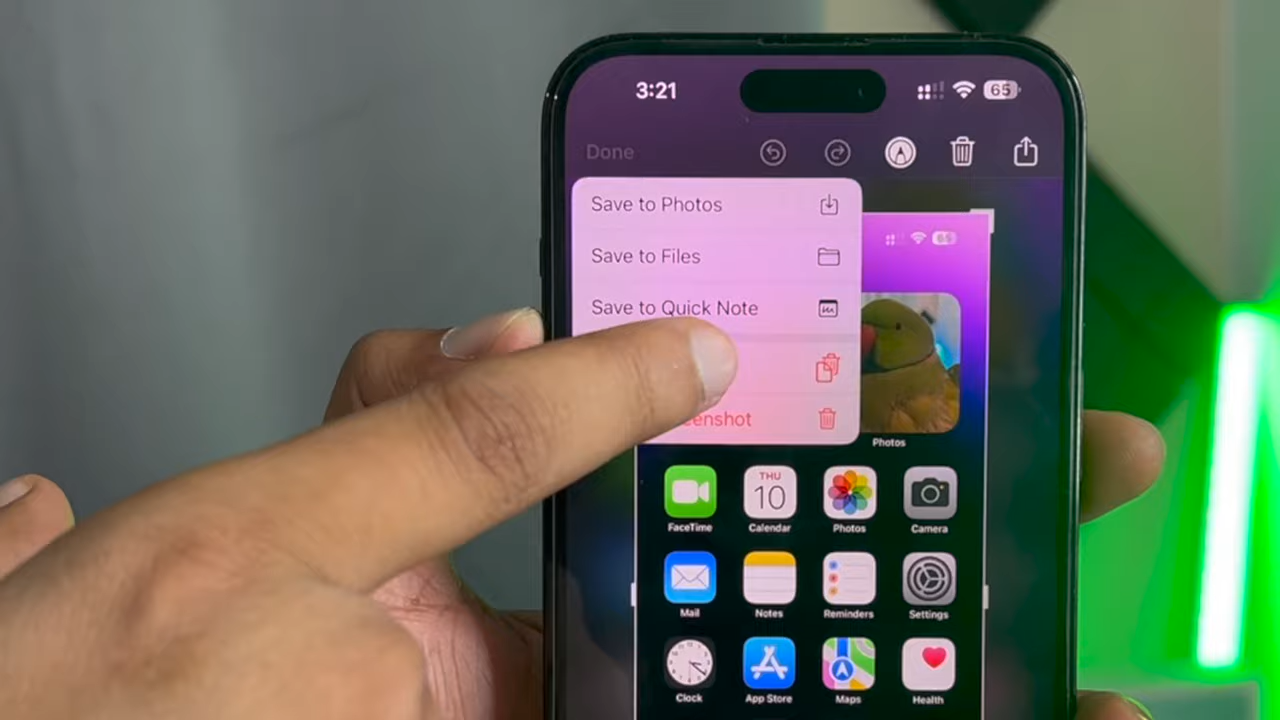 3:21
65
Done
Save to Photos
Save to Files
Save to Quick Note
65
Photos
FaceTime
THU
10
Calendar
Photos
Camera
Mail
Notes
Reminders
Settings
Clock
App Store
Maps
Health